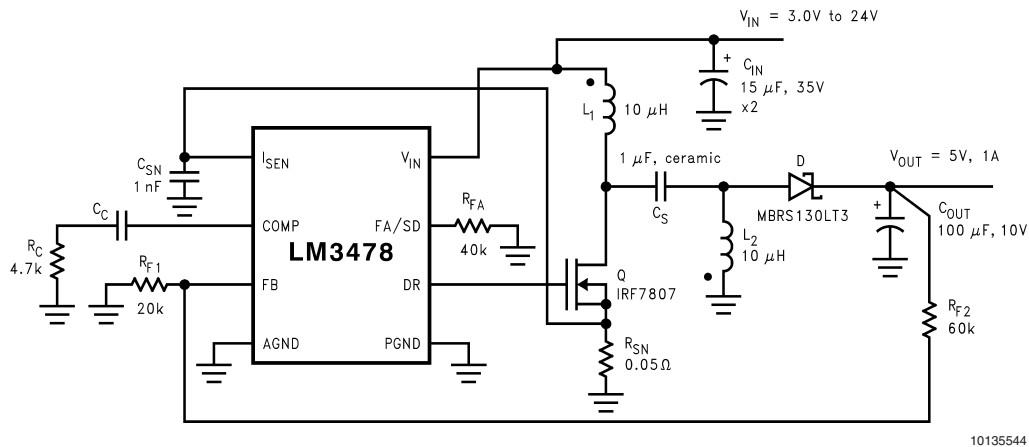 V_IN = 3.0V to 24V
+
C_IN
15 μF, 35V
x2
L_1
10 μH
I_SEN
V_IN
C_SN
1 nF
1 μF, ceramic
C_S
D
MBRS130LT3
V_OUT = 5V, 1A
+
C_OUT
100 μF, 10V
C_C
COMP
FA/SD
R_FA
40k
L_2
10 μH
R_C
4.7k
LM3478
R_F1
20k
FB
DR
Q
IRF7807
R_F2
60k
AGND
PGND
R_SN
0.05Ω
10135544